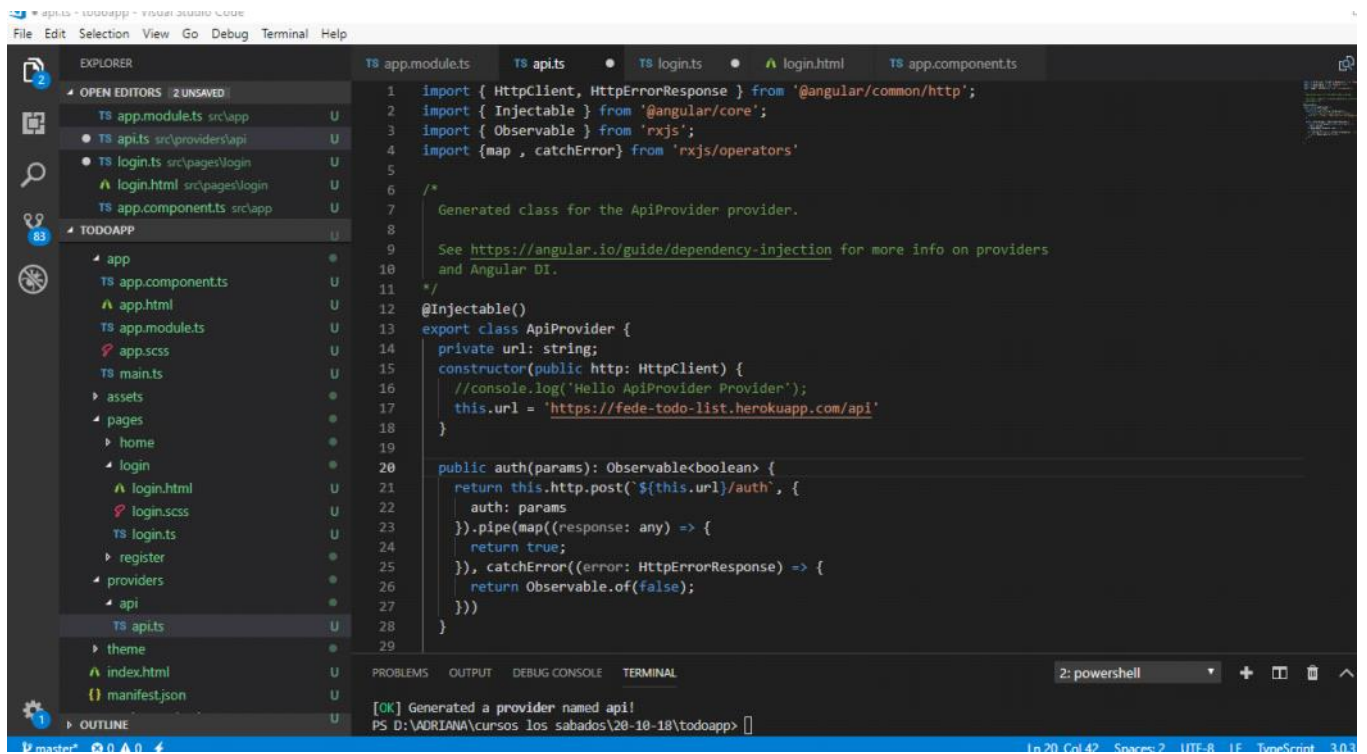 api.ts - todoapp - Visual Studio Code
File Edit Selection View Go Debug Terminal Help
EXPLORER
OPEN EDITORS 2 UNSAVED
TS app.module.ts src\app U
TS api.ts src\providers\api U
TS login.ts src\pages\login U
login.html src\pages\login U
TS app.component.ts src\app U
TODOAPP U
app
TS app.component.ts U
app.html U
TS app.module.ts U
app.scss U
TS main.ts U
assets
pages
home
login
login.html U
login.scss U
TS login.ts U
register
providers
api
TS api.ts U
theme
index.html U
{} manifest.json U
OUTLINE U
2
83
1
TS app.module.ts TS api.ts TS login.ts login.html TS app.component.ts
1 import { HttpClient, HttpErrorResponse } from '@angular/common/http';
2 import { Injectable } from '@angular/core';
3 import { Observable } from 'rxjs';
4 import {map , catchError} from 'rxjs/operators'
5
6 /*
7 Generated class for the ApiProvider provider.
8
9 See https://angular.io/guide/dependency-injection for more info on providers
10 and Angular DI.
11 */
12 @Injectable()
13 export class ApiProvider {
14 private url: string;
15 constructor(public http: HttpClient) {
16 //console.log('Hello ApiProvider Provider');
17 this.url = 'https://fede-todo-list.herokuapp.com/api'
18 }
19
20 public auth(params): Observable<boolean> {
21 return this.http.post(`${this.url}/auth`, {
22 auth: params
23 }).pipe(map((response: any) => {
24 return true;
25 }), catchError((error: HttpErrorResponse) => {
26 return Observable.of(false);
27 }))
28 }
29
PROBLEMS OUTPUT DEBUG CONSOLE TERMINAL 2: powershell
[OK] Generated a provider named api!
PS D:\ADRIANA\cursos los sabados\20-10-18\todoapp>
master* 0 0 Ln 20, Col 42 Spaces: 2 UTF-8 LF TypeScript 3.0.3